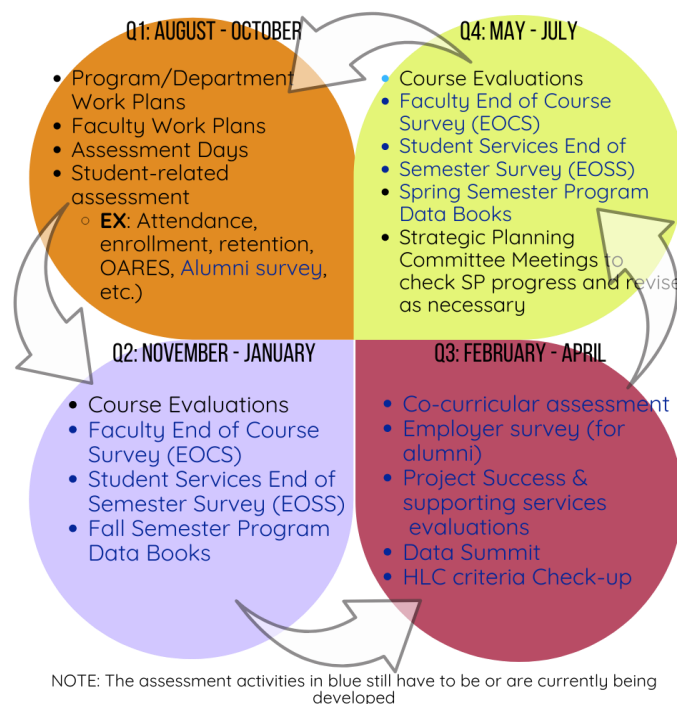 Q1: AUGUST - OCTOBER
• Program/Department
Work Plans
• Faculty Work Plans
• Assessment Days
• Student-related
assessment
○ EX: Attendance,
enrollment, retention,
OARES, Alumni survey,
etc.)
Q4: MAY - JULY
• Course Evaluations
• Faculty End of Course
Survey (EOCS)
• Student Services End of
Semester Survey (EOSS)
• Spring Semester Program
Data Books
• Strategic Planning
Committee Meetings to
check SP progress and revise
as necessary
Q2: NOVEMBER - JANUARY
• Course Evaluations
• Faculty End of Course
Survey (EOCS)
• Student Services End of
Semester Survey (EOSS)
• Fall Semester Program
Data Books
Q3: FEBRUARY - APRIL
• Co-curricular assessment
• Employer survey (for
alumni)
• Project Success &
supporting services
evaluations
• Data Summit
• HLC criteria Check-up
NOTE: The assessment activities in blue still have to be or are currently being
developed